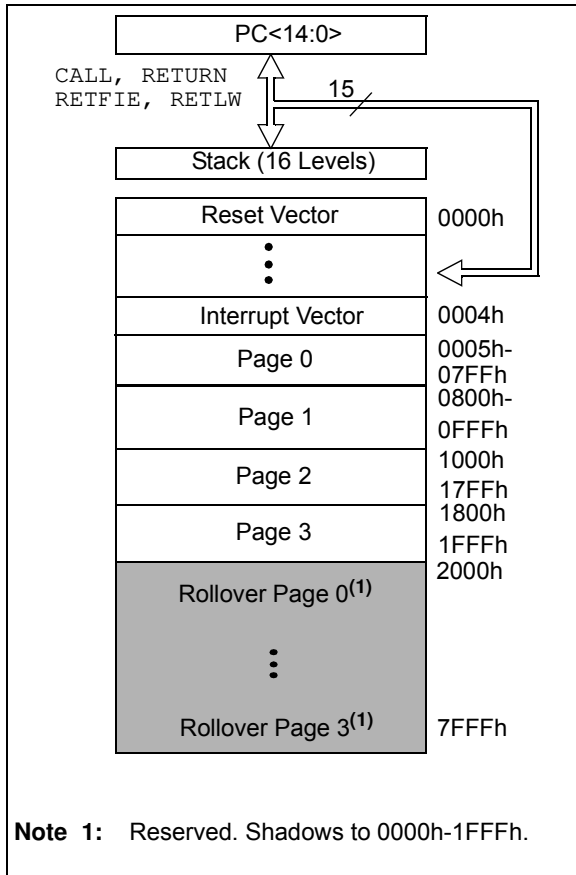 PC<14:0>
CALL, RETURN
RETFIE, RETLW
15
Stack (16 Levels)
Reset Vector
0000h
Interrupt Vector
0004h
Page 0
0005h-
07FFh
Page 1
0800h-
0FFFh
Page 2
1000h
17FFh
Page 3
1800h
1FFFh
Rollover Page 0(1)
2000h
Rollover Page 3(1)
7FFFh
Note 1: Reserved. Shadows to 0000h-1FFFh.